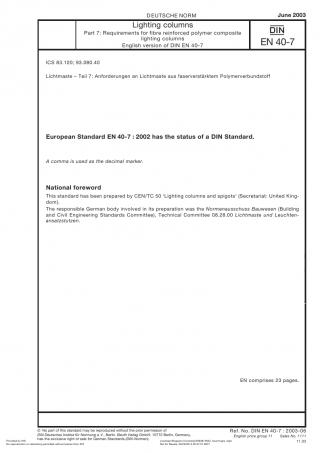 DEUTSCHE NORM
June 2003
Lighting columns
Part 7: Requirements for fibre reinforced polymer composite
lighting columns
English version of DIN EN 40-7
DIN
EN 40-7
ICS 83.120; 93.080.40
Lichtmaste – Teil 7: Anforderungen an Lichtmaste aus faserverstärktem Polymerverbundstoff
European Standard EN 40-7 : 2002 has the status of a DIN Standard.
A comma is used as the decimal marker.
National foreword
This standard has been prepared by CEN/TC 50 'Lighting columns and spigots' (Secretariat: United King-
dom).
The responsible German body involved in its preparation was the Normenausschuss Bauwesen (Building
and Civil Engineering Standards Committee), Technical Committee 08.28.00 Lichtmaste und Leuchten-
ansatzstutzen.
EN comprises 23 pages.
© No part of this standard may be reproduced without the prior permission of
DIN Deutsches Institut für Normung e. V., Berlin. Beuth Verlag GmbH, 10772 Berlin, Germany,
has the exclusive right of sale for German Standards (DIN-Normen).
Ref. No. DIN EN 40-7 : 2003-06
English price group 11 Sales No. 1111
11.03